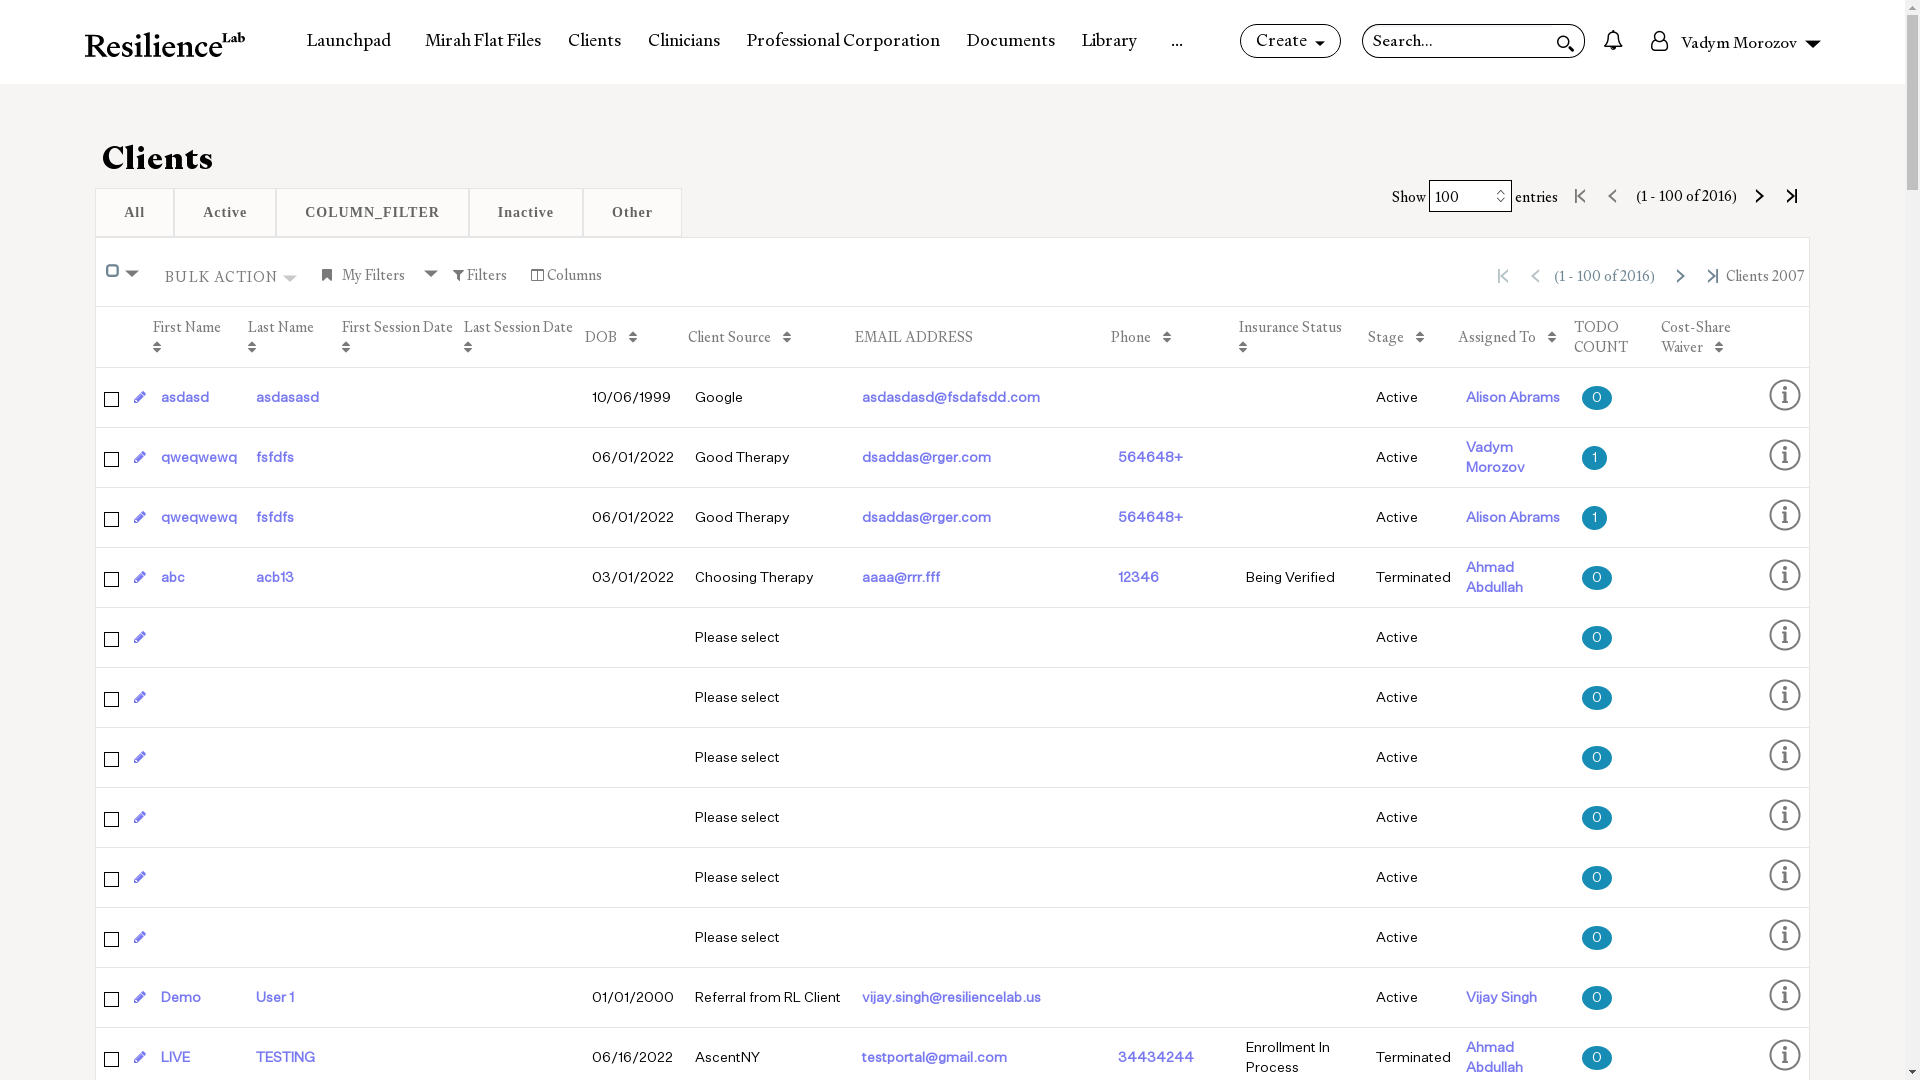 ResilienceLab Launchpad Mirah Flat Files Clients Clinicians Professional Corporation Documents Library ... Create Search... Vadym Morozov
Clients
All Active COLUMN_FILTER Inactive Other
Show 100 entries (1 - 100 of 2016)
BULK ACTION My Filters Filters Columns (1 - 100 of 2016) Clients 2007
First Name Last Name First Session Date Last Session Date DOB Client Source EMAIL ADDRESS Phone Insurance Status Stage Assigned To TODO COUNT Cost-Share Waiver
asdasd asdasasd 10/06/1999 Google asdasdasd@fsdafsdd.com Active Alison Abrams 0
qweqwewq fsfdfs 06/01/2022 Good Therapy dsaddas@rger.com 564648+ Active Vadym Morozov 1
qweqwewq fsfdfs 06/01/2022 Good Therapy dsaddas@rger.com 564648+ Active Alison Abrams 1
abc acb13 03/01/2022 Choosing Therapy aaaa@rrr.fff 12346 Being Verified Terminated Ahmad Abdullah 0
Please select Active 0
Please select Active 0
Please select Active 0
Please select Active 0
Please select Active 0
Please select Active 0
Demo User 1 01/01/2000 Referral from RL Client vijay.singh@resiliencelab.us Active Vijay Singh 0
LIVE TESTING 06/16/2022 AscentNY testportal@gmail.com 34434244 Enrollment In Process Terminated Ahmad Abdullah 0